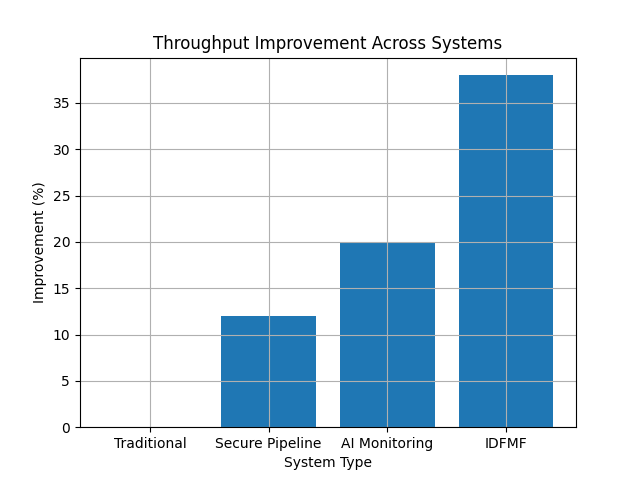 Throughput Improvement Across Systems
Improvement (%)
35
30
25
20
15
10
5
0
Traditional Secure Pipeline AI Monitoring IDFMF
System Type